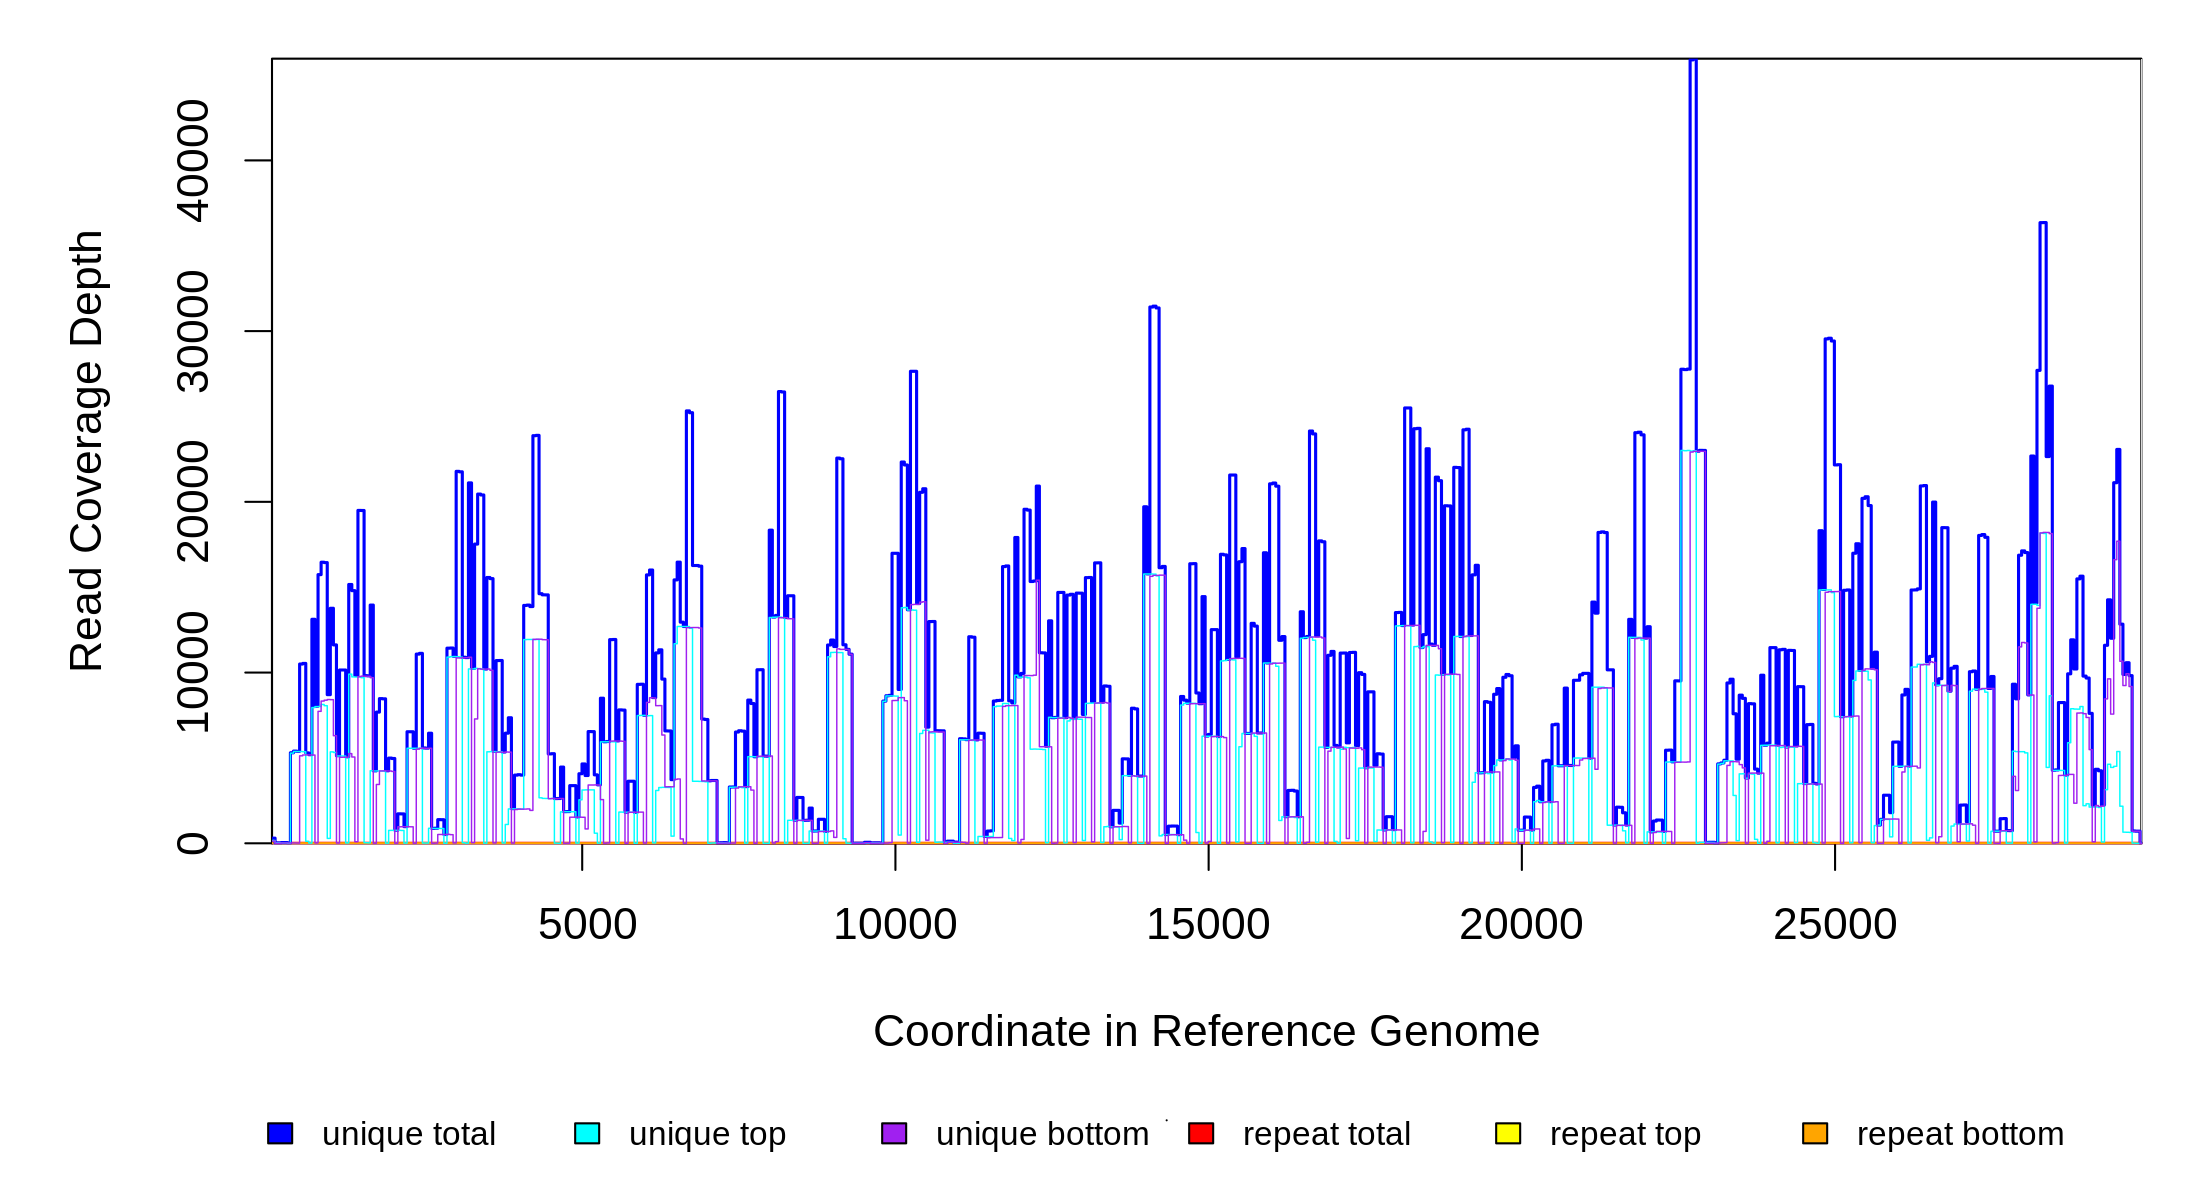 Read Coverage Depth
40000
30000
20000
10000
0
5000 10000 15000 20000 25000
Coordinate in Reference Genome
unique total unique top unique bottom repeat total repeat top repeat bottom